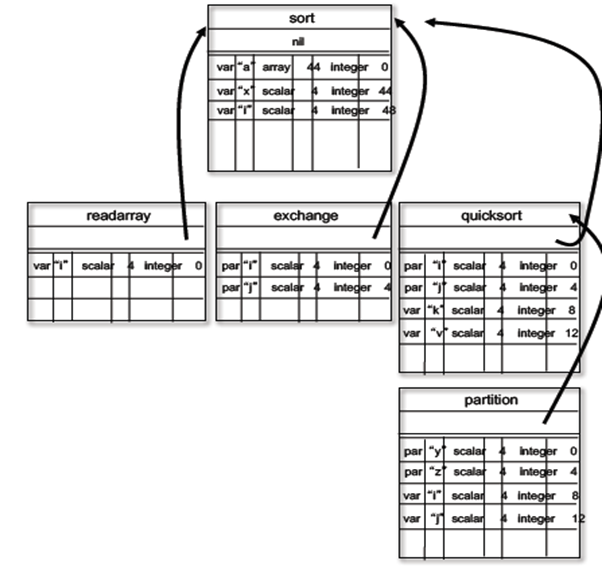 sort
nil
var "a" array 44 integer 0
var "x" scalar 4 integer 44
var "i" scalar 4 integer 48
readarray
var "i" scalar 4 integer 0
exchange
par "i" scalar 4 integer 0
par "j" scalar 4 integer 4
quicksort
par "i" scalar 4 integer 0
par "j" scalar 4 integer 4
var "k" scalar 4 integer 8
var "v" scalar 4 integer 12
partition
par "y" scalar 4 integer 0
par "z" scalar 4 integer 4
var "i" scalar 4 integer 8
var "j" scalar 4 integer 12